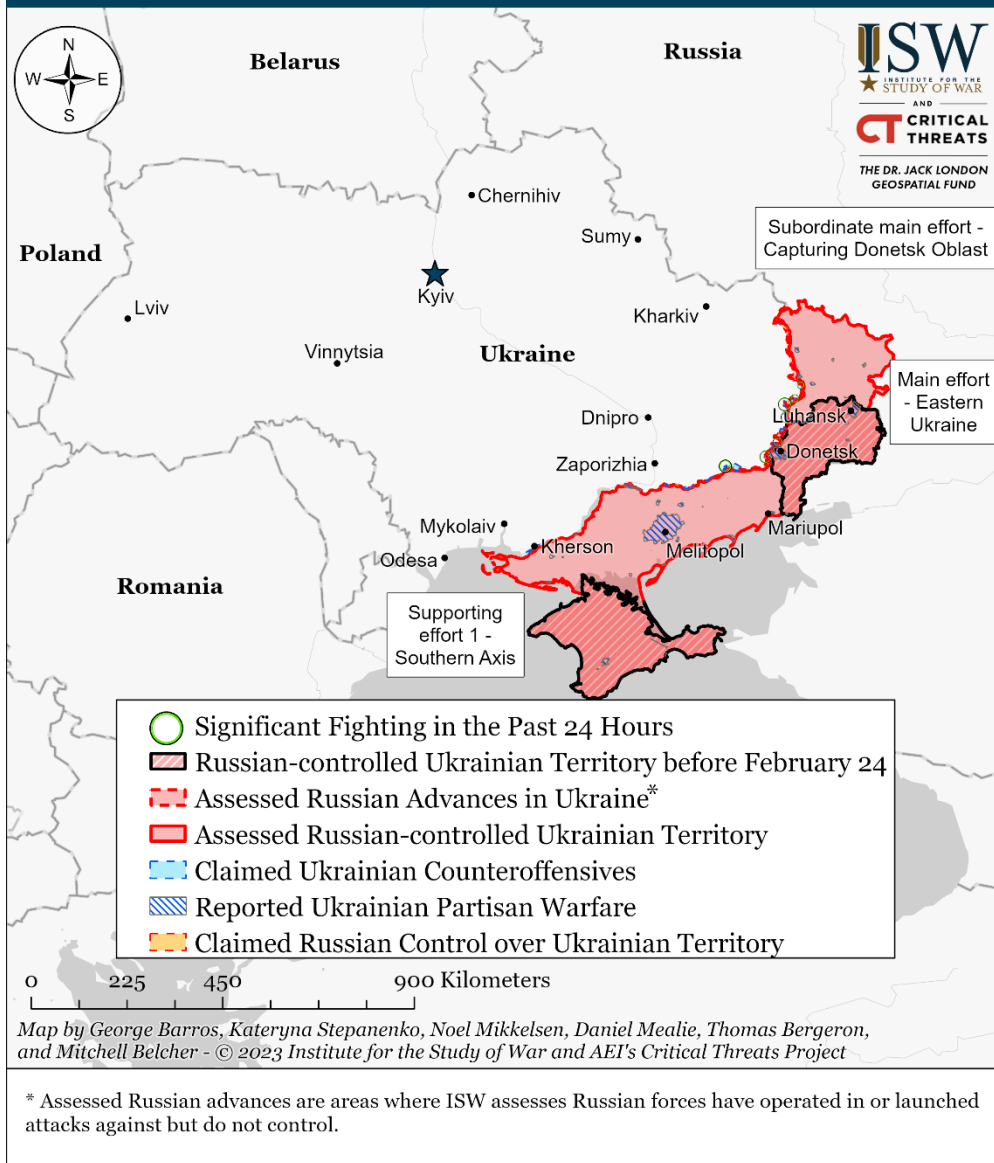 N
W
E
S
Belarus
Russia
ISW
INSTITUTE FOR THE
STUDY OF WAR
AND
CT CRITICAL
THREATS
THE DR. JACK LONDON
GEOSPATIAL FUND
Chernihiv
Subordinate main effort -
Capturing Donetsk Oblast
Sumy
Poland
Kyiv
Lviv
Kharkiv
Vinnytsia
Ukraine
Main effort
- Eastern
Ukraine
Dnipro
Luhansk
Donetsk
Zaporizhia
Mykolaiv
Mariupol
Kherson
Melitopol
Odesa
Romania
Supporting
effort 1 -
Southern Axis
Significant Fighting in the Past 24 Hours
Russian-controlled Ukrainian Territory before February 24
Assessed Russian Advances in Ukraine*
Assessed Russian-controlled Ukrainian Territory
Claimed Ukrainian Counteroffensives
Reported Ukrainian Partisan Warfare
Claimed Russian Control over Ukrainian Territory
0 225 450 900 Kilometers
Map by George Barros, Kateryna Stepanenko, Noel Mikkelsen, Daniel Mealie, Thomas Bergeron,
and Mitchell Belcher - © 2023 Institute for the Study of War and AEI's Critical Threats Project
* Assessed Russian advances are areas where ISW assesses Russian forces have operated in or launched
attacks against but do not control.